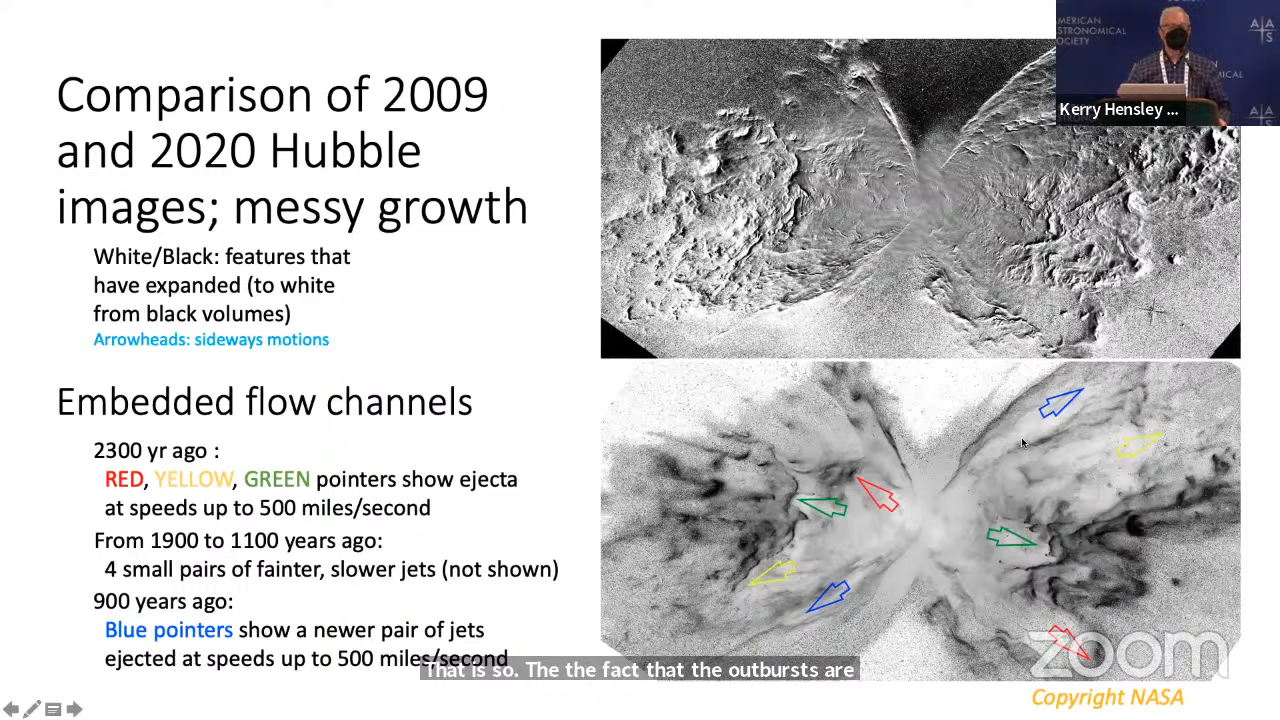 Comparison of 2009
and 2020 Hubble
images; messy growth
White/Black: features that
have expanded (to white
from black volumes)
Arrowheads: sideways motions
Embedded flow channels
2300 yr ago :
RED, YELLOW, GREEN pointers show ejecta
at speeds up to 500 miles/second
From 1900 to 1100 years ago:
4 small pairs of fainter, slower jets (not shown)
900 years ago:
Blue pointers show a newer pair of jets
ejected at speeds up to 500 miles/second
That is so. The the fact that the outbursts are
AMERICAN
ASTRONOMICAL
SOCIETY
A A
S
Kerry Hensley ...
zoom
Copyright NASA